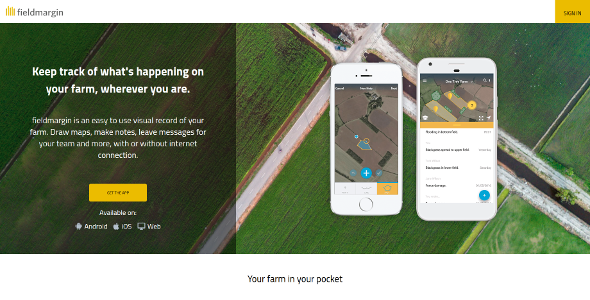 fieldmargin
SIGN IN
Keep track of what's happening on
your farm, wherever you are.
fieldmargin is an easy to use visual record of your
farm. Draw maps, make notes, leave messages for
your team and more, with or without internet
connection.
GET THE APP
Available on:
Android iOS Web
Your farm in your pocket